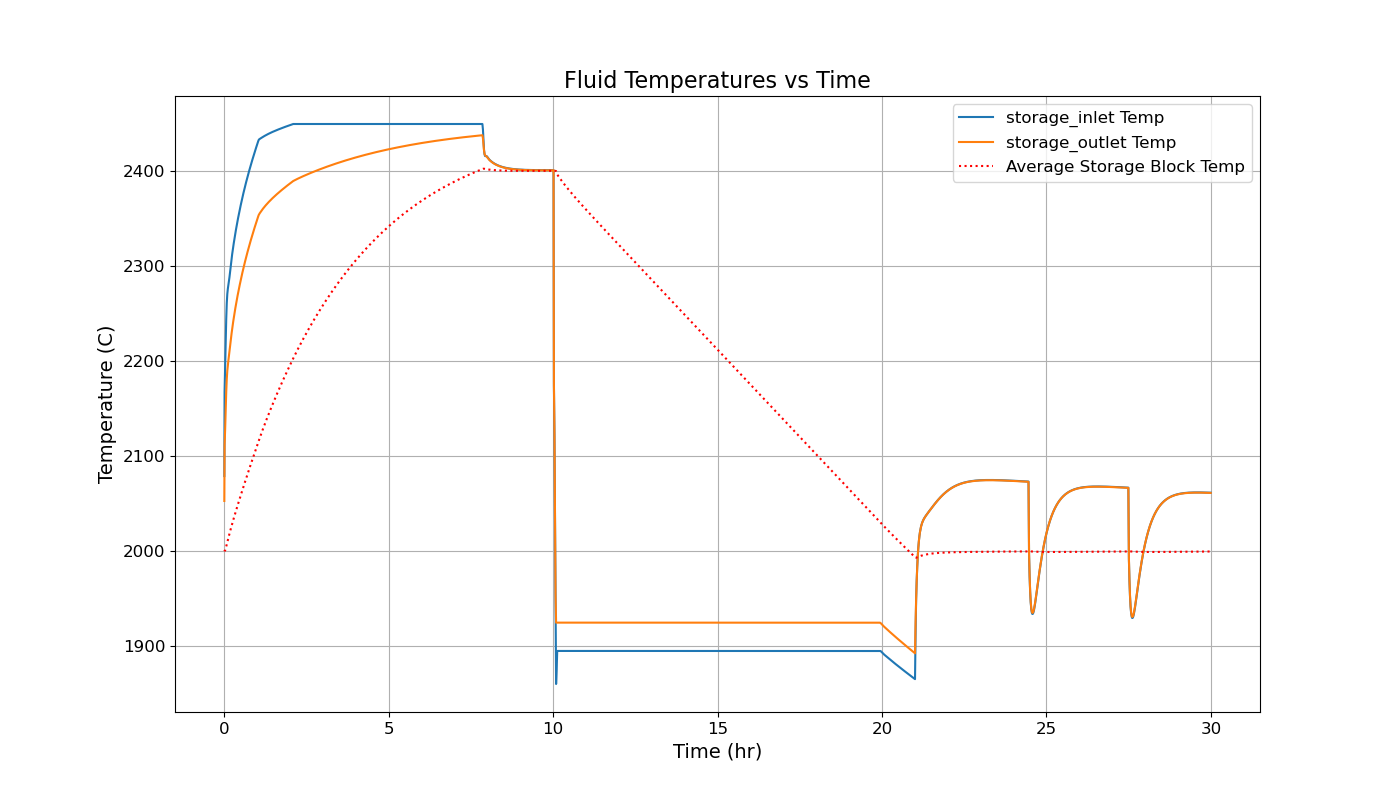 Fluid Temperatures vs Time
storage_inlet Temp
storage_outlet Temp
Average Storage Block Temp
Temperature (C)
2400
2300
2200
2100
2000
1900
0 5 10 15 20 25 30
Time (hr)